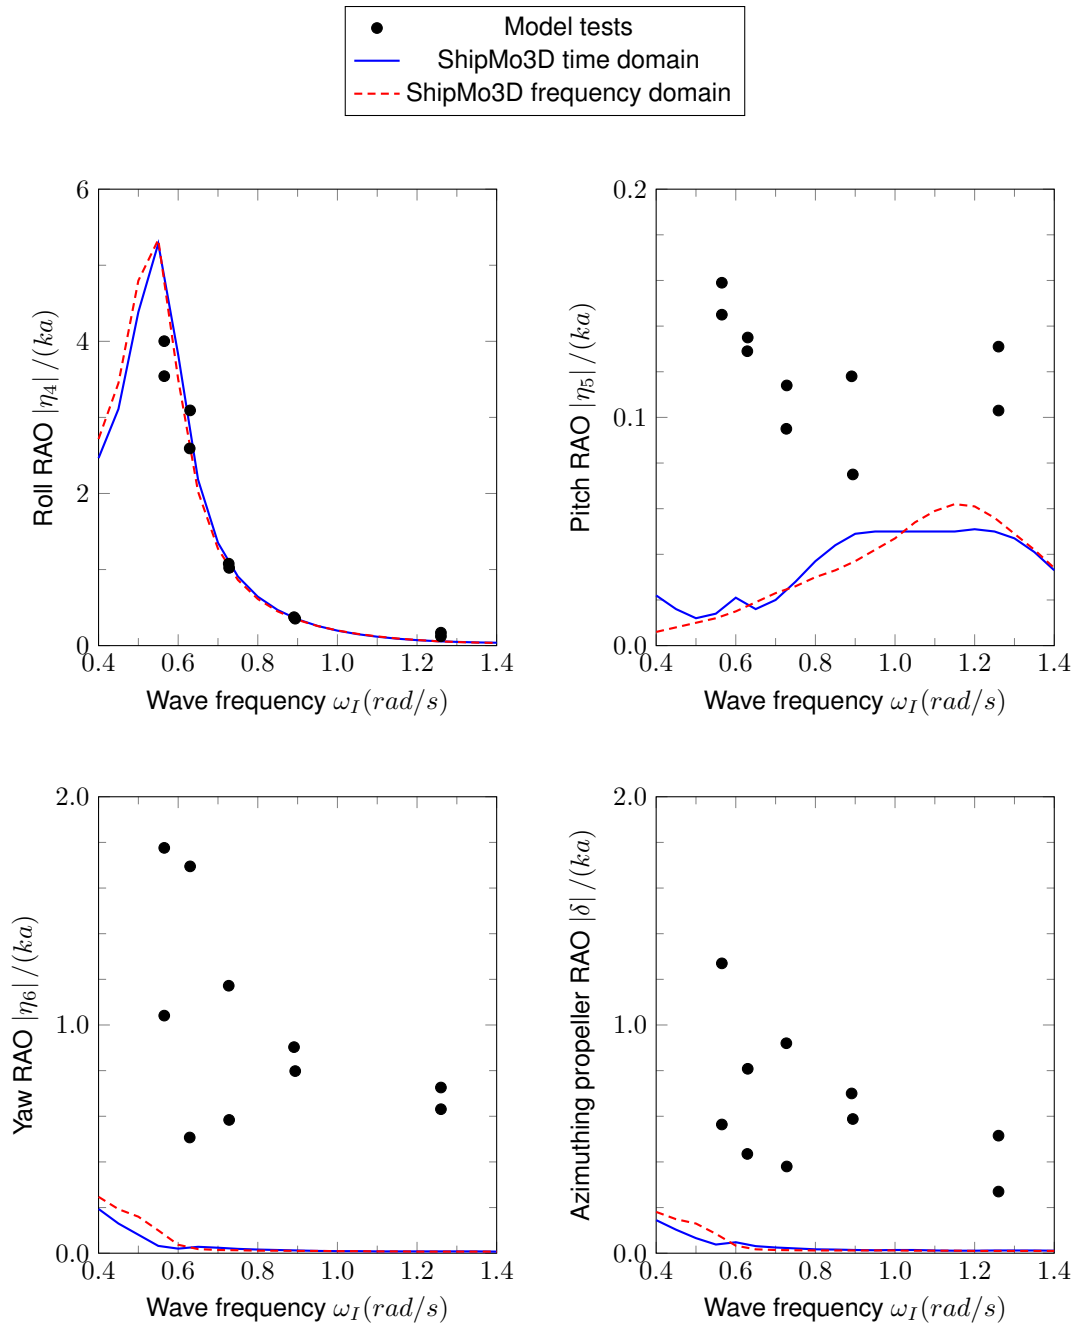 Model tests
ShipMo3D time domain
ShipMo3D frequency domain
6
4
2
0
0.4 0.6 0.8 1.0 1.2 1.4
Roll RAO |η₄| /(ka)
Wave frequency ω_I(rad/s)
0.2
0.1
0.0
0.4 0.6 0.8 1.0 1.2 1.4
Pitch RAO |η₅| /(ka)
Wave frequency ω_I(rad/s)
2.0
1.0
0.0
0.4 0.6 0.8 1.0 1.2 1.4
Yaw RAO |η₆| /(ka)
Wave frequency ω_I(rad/s)
2.0
1.0
0.0
0.4 0.6 0.8 1.0 1.2 1.4
Azimuthing propeller RAO |δ| /(ka)
Wave frequency ω_I(rad/s)